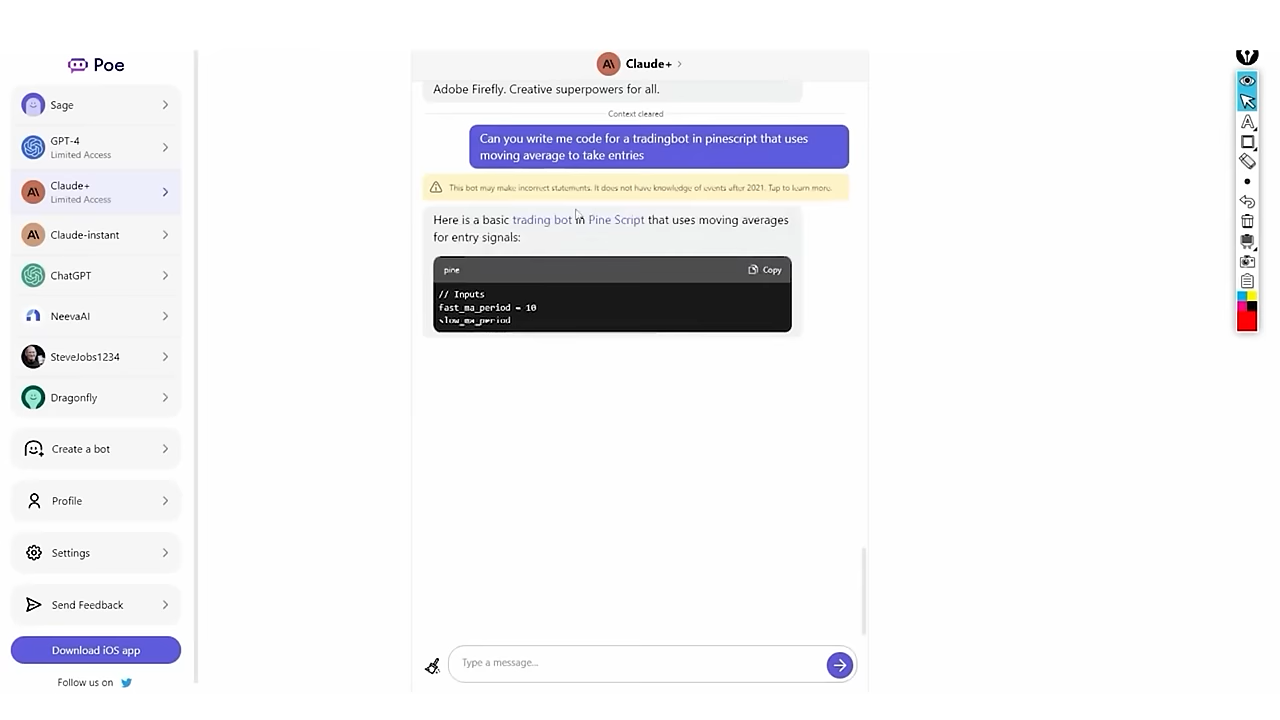 Poe
Sage
GPT-4
Limited Access
Claude+
Limited Access
Claude-instant
ChatGPT
NeevaAI
SteveJobs1234
Dragonfly
Create a bot
Profile
Settings
Send Feedback
Download iOS app
Follow us on
Claude+
Adobe Firefly. Creative superpowers for all.
Context cleared
Can you write me code for a tradingbot in pinescript that uses
moving average to take entries
This bot may make incorrect statements. It does not have knowledge of events after 2021. Tap to learn more.
Here is a basic trading bot in Pine Script that uses moving averages
for entry signals:
pine
Copy
// Inputs
fast_ma_period = 10
slow_ma_period
Type a message...